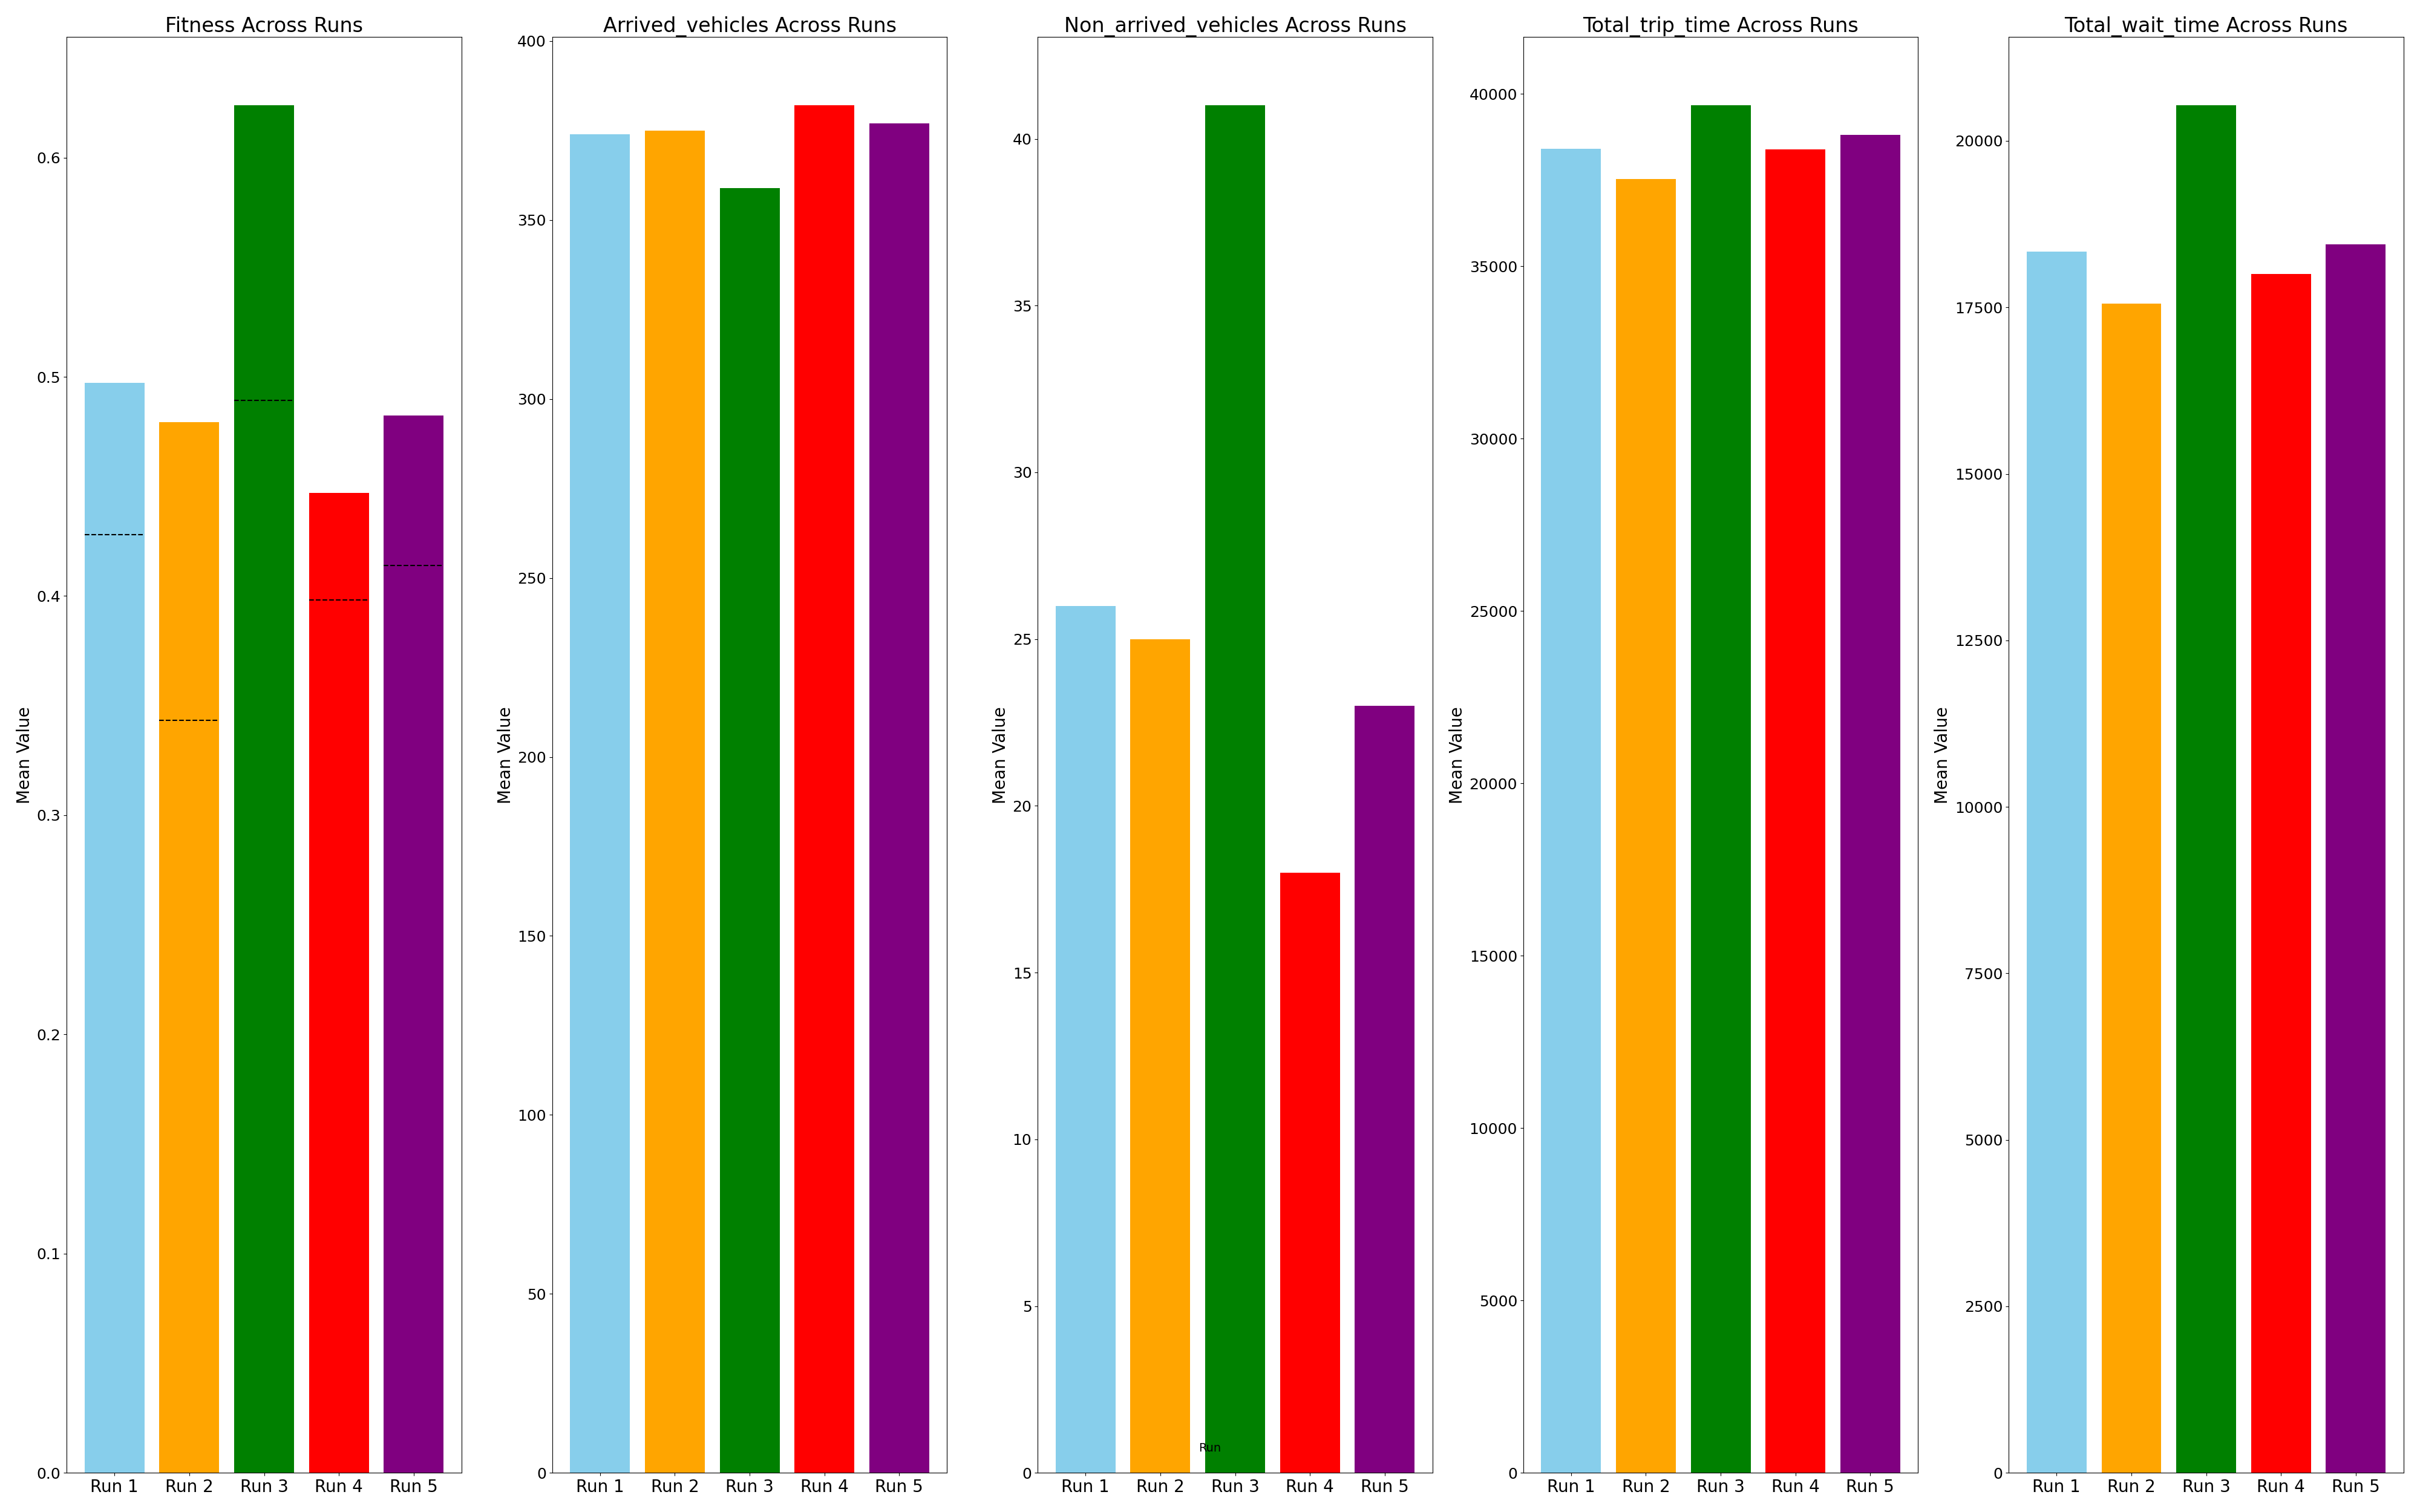 Fitness Across Runs
Mean Value
0.6
0.5
0.4
0.3
0.2
0.1
0.0
Run 1 Run 2 Run 3 Run 4 Run 5
Arrived_vehicles Across Runs
Mean Value
400
350
300
250
200
150
100
50
0
Run 1 Run 2 Run 3 Run 4 Run 5
Non_arrived_vehicles Across Runs
Mean Value
40
35
30
25
20
15
10
5
0
Run 1 Run 2 Run 3 Run 4 Run 5
Run
Total_trip_time Across Runs
Mean Value
40000
35000
30000
25000
20000
15000
10000
5000
0
Run 1 Run 2 Run 3 Run 4 Run 5
Total_wait_time Across Runs
Mean Value
20000
17500
15000
12500
10000
7500
5000
2500
0
Run 1 Run 2 Run 3 Run 4 Run 5